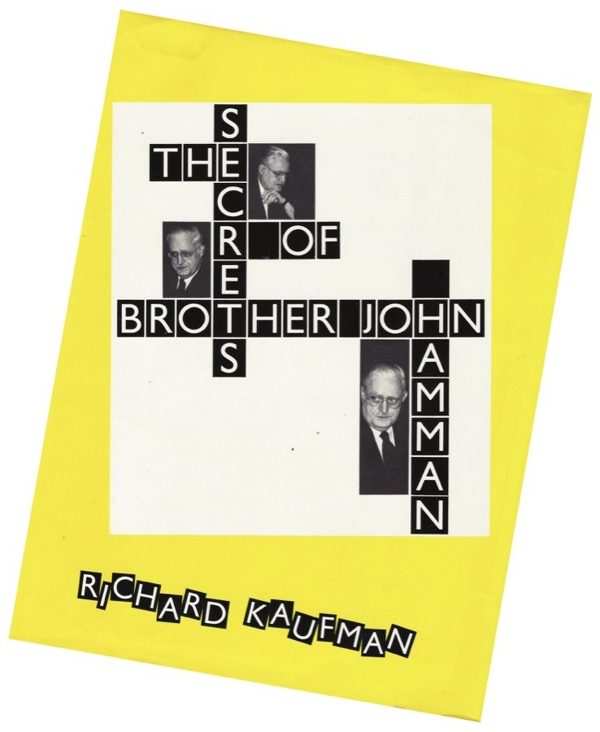 THE
SECRETS
OF
BROTHER JOHN
HAMMAN
RICHARD KAUFMAN